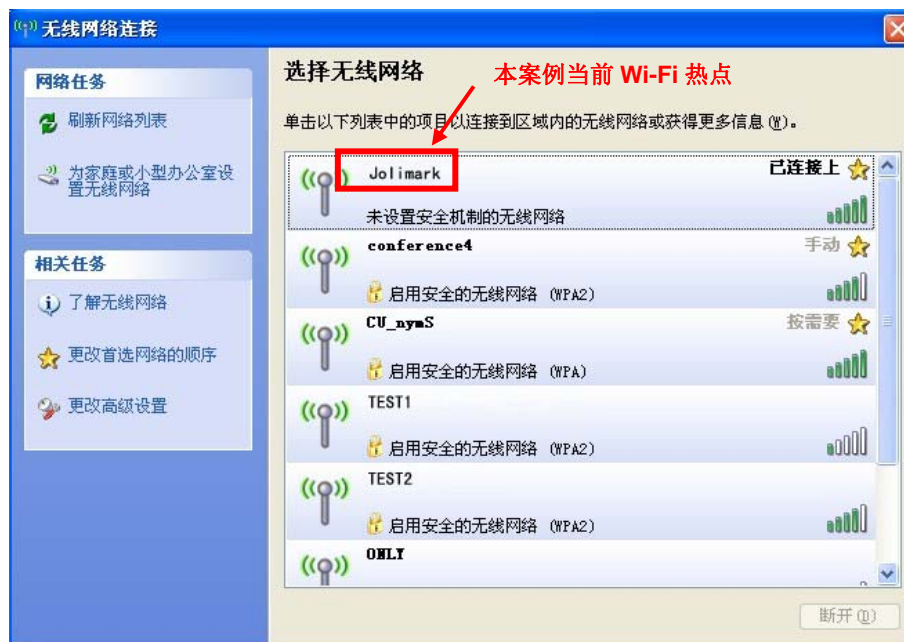 无线网络连接
网络任务
刷新网络列表
为家庭或小型办公室设
置无线网络
相关任务
了解无线网络
更改首选网络的顺序
更改高级设置
选择无线网络
本案例当前 Wi-Fi 热点
单击以下列表中的项目以连接到区域内的无线网络或获得更多信息(W)。
Jolimark 已连接上
未设置安全机制的无线网络
conference4 手动
启用安全的无线网络 (WPA2)
CU_nymS 按需要
启用安全的无线网络 (WPA)
TEST1
启用安全的无线网络 (WPA2)
TEST2
启用安全的无线网络 (WPA2)
ONLY
断开(D)